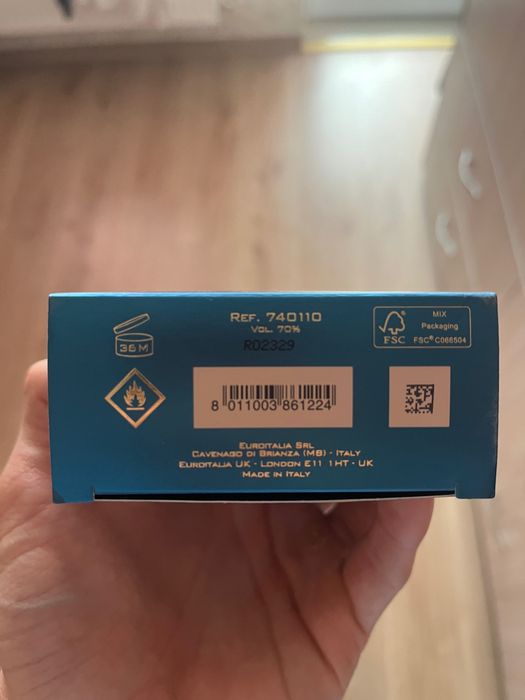 36M
REF. 740110
VOL. 70%
R02329
FSC
MIX
Packaging
FSC® C066504
8 011003 861224
EUROITALIA SRL
CAVENAGO DI BRIANZA (MB) - ITALY
EUROITALIA UK - LONDON E11 1HT - UK
MADE IN ITALY